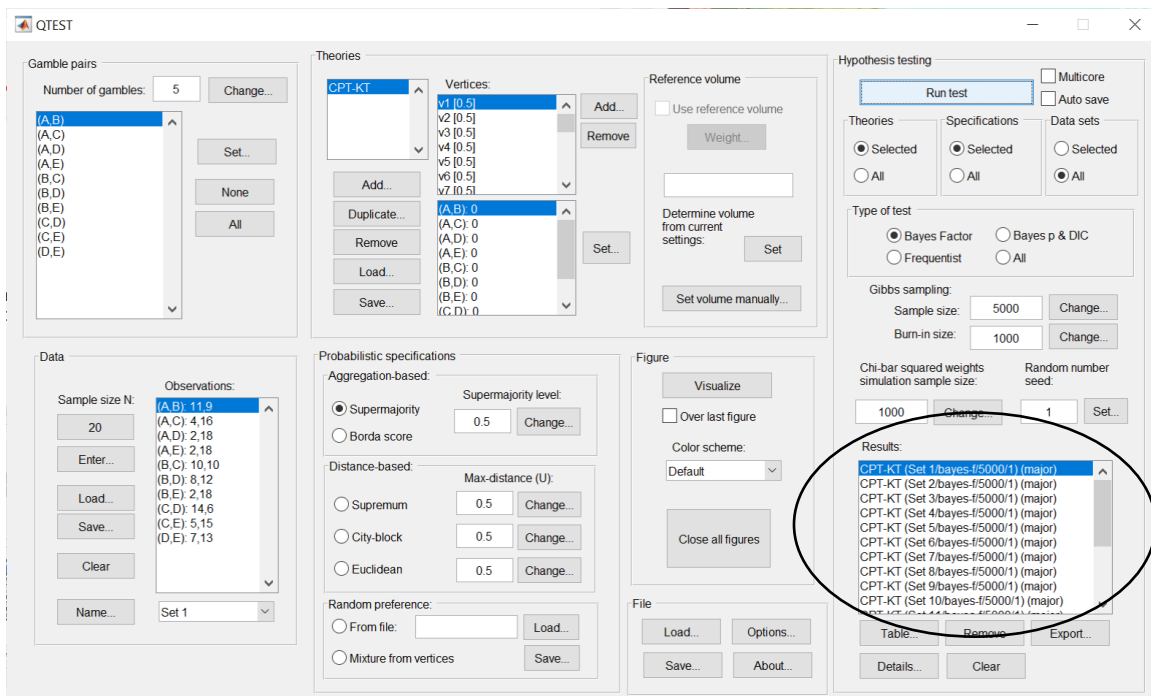 QTEST
Gamble pairs
Number of gambles: 5 Change...
(A,B)
(A,C)
(A,D)
(A,E)
(B,C)
(B,D)
(B,E)
(C,D)
(C,E)
(D,E)
Set...
None
All
Theories
CPT-KT
Add...
Duplicate...
Remove
Load...
Save...
Vertices:
v1 [0.5]
v2 [0.5]
v3 [0.5]
v4 [0.5]
v5 [0.5]
v6 [0.5]
v7 [0.5]
Add...
Remove
(A,B): 0
(A,C): 0
(A,D): 0
(A,E): 0
(B,C): 0
(B,D): 0
(B,E): 0
(C,D): 0
Set...
Reference volume
Use reference volume
Weight...
Determine volume
from current
settings:
Set
Set volume manually...
Hypothesis testing
Run test
Multicore
Auto save
Theories
Selected
All
Specifications
Selected
All
Data sets
Selected
All
Type of test
Bayes Factor Bayes p & DIC
Frequentist All
Gibbs sampling:
Sample size: 5000 Change...
Burn-in size: 1000 Change...
Chi-bar squared weights
simulation sample size:
1000 Change...
Random number
seed:
1 Set...
Results:
CPT-KT (Set 1/bayes-f/5000/1) (major)
CPT-KT (Set 2/bayes-f/5000/1) (major)
CPT-KT (Set 3/bayes-f/5000/1) (major)
CPT-KT (Set 4/bayes-f/5000/1) (major)
CPT-KT (Set 5/bayes-f/5000/1) (major)
CPT-KT (Set 6/bayes-f/5000/1) (major)
CPT-KT (Set 7/bayes-f/5000/1) (major)
CPT-KT (Set 8/bayes-f/5000/1) (major)
CPT-KT (Set 9/bayes-f/5000/1) (major)
CPT-KT (Set 10/bayes-f/5000/1) (major)
CPT-KT (Set 11/bayes-f/5000/1) (major)
Table... Remove Export...
Details... Clear
Data
Sample size N:
20
Enter...
Load...
Save...
Clear
Name... Set 1
Observations:
(A,B): 11,9
(A,C): 4,16
(A,D): 2,18
(A,E): 2,18
(B,C): 10,10
(B,D): 8,12
(B,E): 2,18
(C,D): 14,6
(C,E): 5,15
(D,E): 7,13
Probabilistic specifications
Aggregation-based:
Supermajority
Borda score
Supermajority level:
0.5 Change...
Distance-based:
Max-distance (U):
Supremum 0.5 Change...
City-block 0.5 Change...
Euclidean 0.5 Change...
Random preference:
From file: Load...
Mixture from vertices Save...
Figure
Visualize
Over last figure
Color scheme:
Default
Close all figures
File
Load... Options...
Save... About...